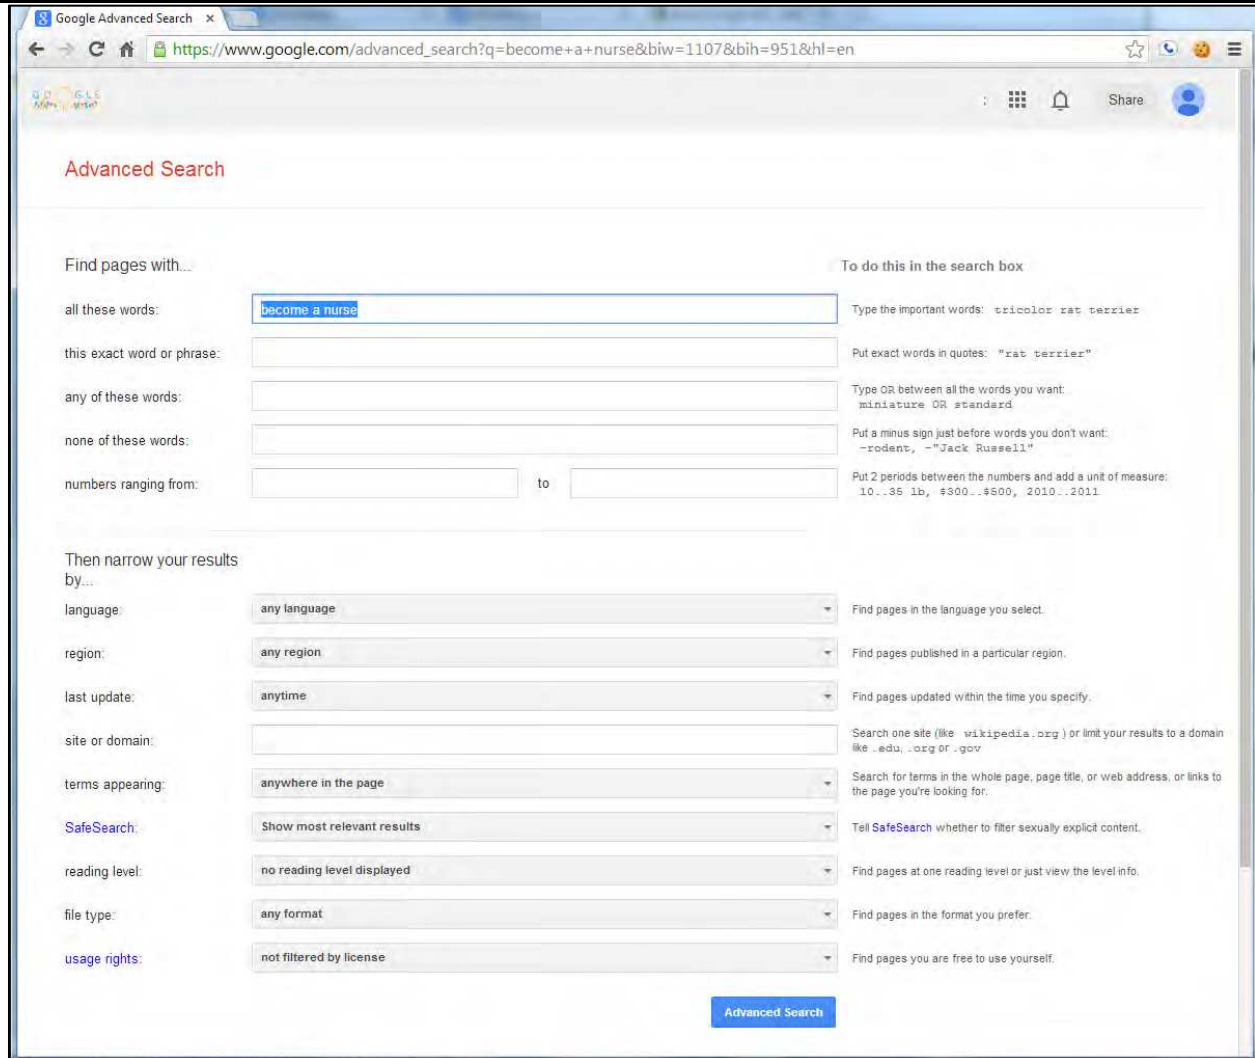 Google Advanced Search x
https://www.google.com/advanced_search?q=become+a+nurse&biw=1107&bih=951&hl=en
Share
Advanced Search
Find pages with...
To do this in the search box
all these words:
become a nurse
Type the important words: tricolor rat terrier
this exact word or phrase:
Put exact words in quotes: "rat terrier"
any of these words:
Type OR between all the words you want:
miniature OR standard
none of these words:
Put a minus sign just before words you don't want:
-rodent, -"Jack Russell"
numbers ranging from:
to
Put 2 periods between the numbers and add a unit of measure:
10..35 lb, $300..$500, 2010..2011
Then narrow your results
by...
language:
any language
Find pages in the language you select.
region:
any region
Find pages published in a particular region.
last update:
anytime
Find pages updated within the time you specify.
site or domain:
Search one site (like wikipedia.org ) or limit your results to a domain
like .edu, .org or .gov
terms appearing:
anywhere in the page
Search for terms in the whole page, page title, or web address, or links to
the page you're looking for.
SafeSearch:
Show most relevant results
Tell SafeSearch whether to filter sexually explicit content.
reading level:
no reading level displayed
Find pages at one reading level or just view the level info.
file type:
any format
Find pages in the format you prefer.
usage rights:
not filtered by license
Find pages you are free to use yourself.
Advanced Search